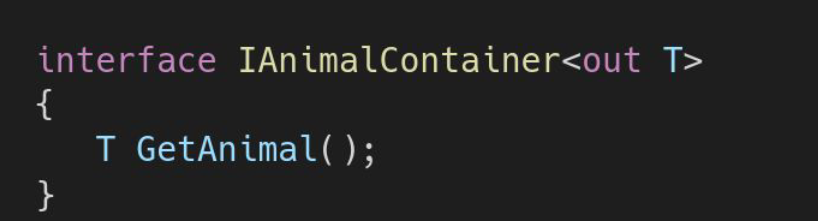 interface IAnimalContainer<out T>
{
   T GetAnimal();
}